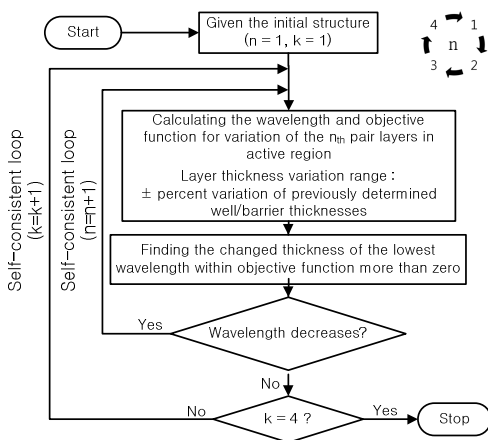 Start
Given the initial structure
(n = 1, k = 1)
4 1
n
3 2
Calculating the wavelength and objective
function for variation of the nth pair layers in
active region
Layer thickness variation range :
± percent variation of previously determined
well/barrier thicknesses
Self-consistent loop
(k=k+1)
Self-consistent loop
(n=n+1)
Finding the changed thickness of the lowest
wavelength within objective function more than zero
Yes
Wavelength decreases?
No
No
k = 4 ?
Yes
Stop